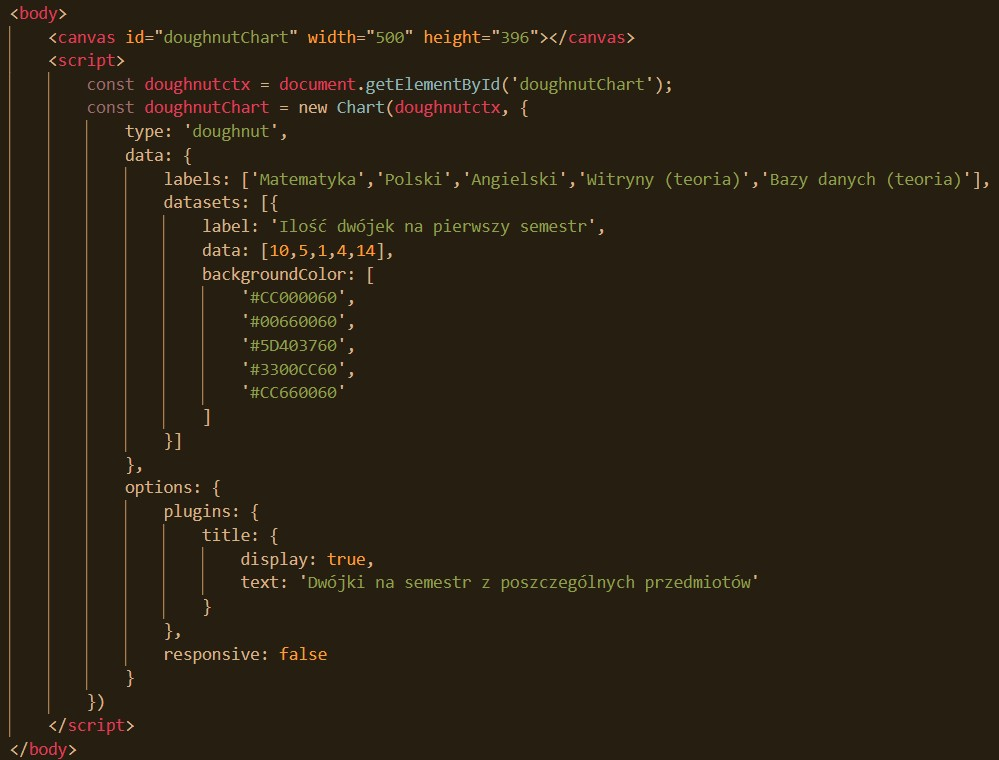 <body>
    <canvas id="doughnutChart" width="500" height="396"></canvas>
    <script>
        const doughnutctx = document.getElementById('doughnutChart');
        const doughnutChart = new Chart(doughnutctx, {
            type: 'doughnut',
            data: {
                labels: ['Matematyka','Polski','Angielski','Witryny (teoria)','Bazy danych (teoria)'],
                datasets: [{
                    label: 'Ilość dwójek na pierwszy semestr',
                    data: [10,5,1,4,14],
                    backgroundColor: [
                        '#CC000060',
                        '#00660060',
                        '#5D403760',
                        '#3300CC60',
                        '#CC660060'
                    ]
                }]
            },
            options: {
                plugins: {
                    title: {
                        display: true,
                        text: 'Dwójki na semestr z poszczególnych przedmiotów'
                    }
                },
                responsive: false
            }
        })
    </script>
</body>